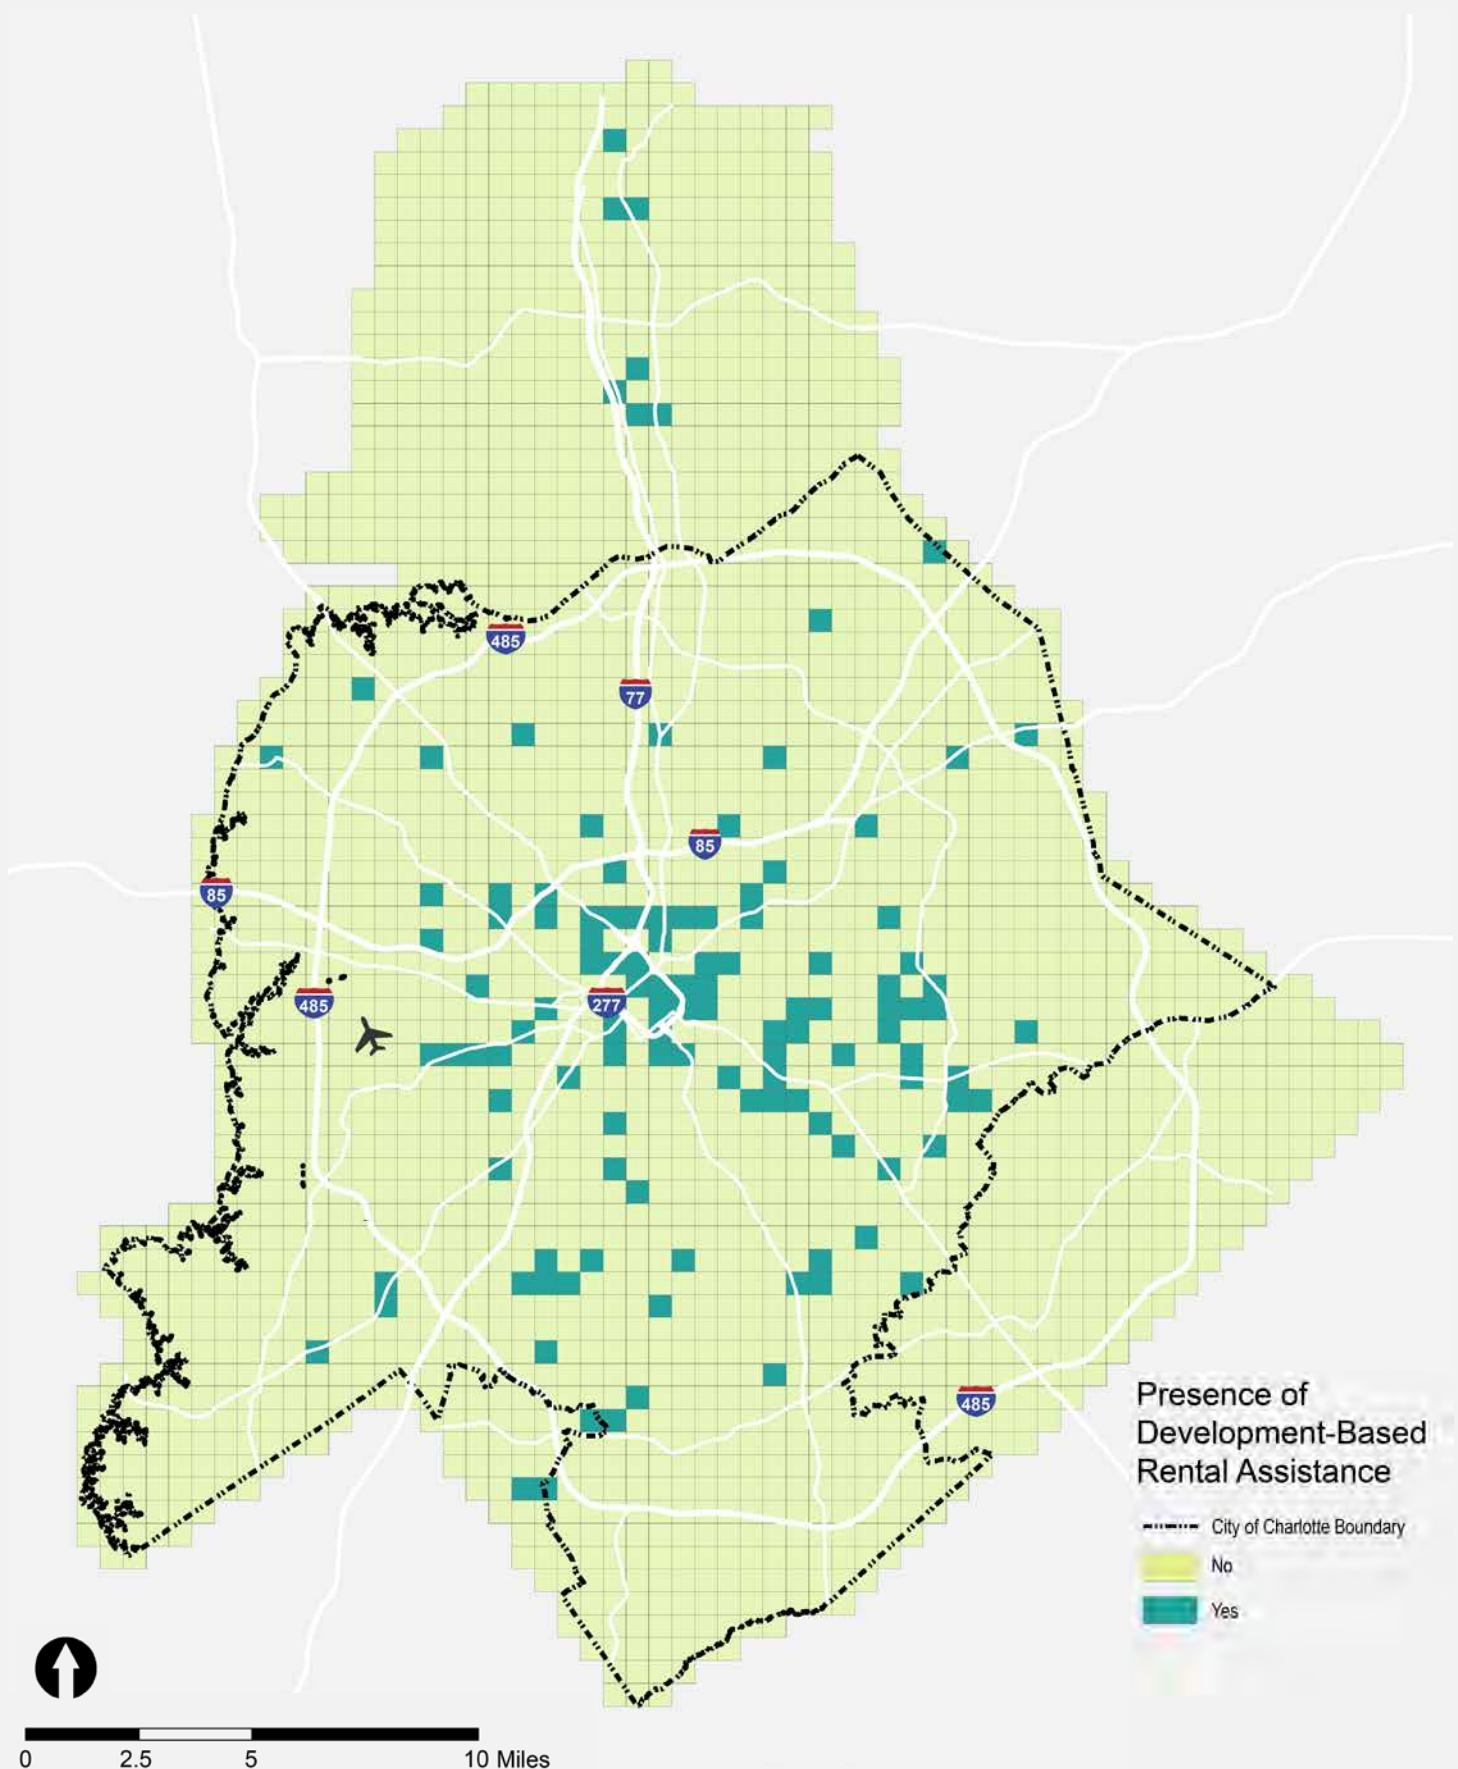 485
77
85
85
485
277
485
Presence of
Development-Based
Rental Assistance
City of Charlotte Boundary
No
Yes
0 2.5 5 10 Miles